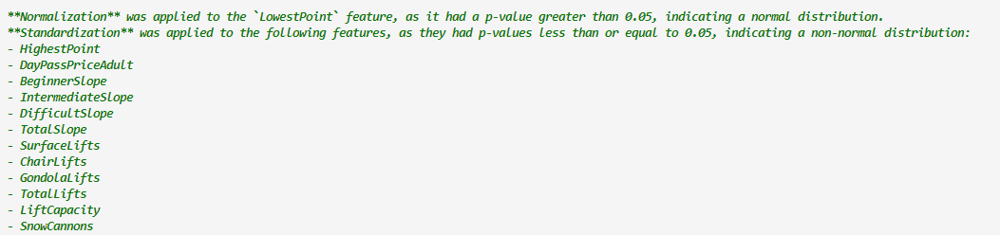 **Normalization** was applied to the `LowestPoint` feature, as it had a p-value greater than 0.05, indicating a normal distribution.
**Standardization** was applied to the following features, as they had p-values less than or equal to 0.05, indicating a non-normal distribution:
- HighestPoint
- DayPassPriceAdult
- BeginnerSlope
- IntermediateSlope
- DifficultSlope
- TotalSlope
- SurfaceLifts
- ChairLifts
- GondolaLifts
- TotalLifts
- LiftCapacity
- SnowCannons